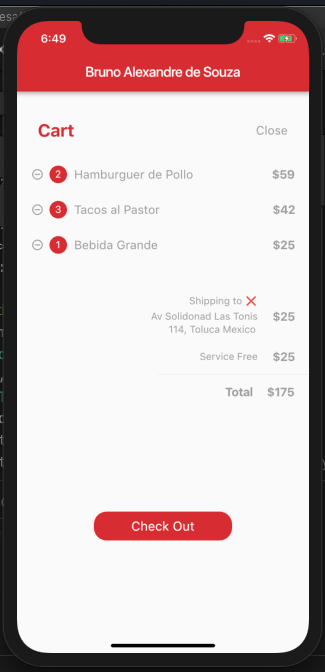 6:49
Bruno Alexandre de Souza
Cart
Close
2 Hamburguer de Pollo $59
3 Tacos al Pastor $42
1 Bebida Grande $25
Shipping to
Av Solidonad Las Tonis $25
114, Toluca Mexico
Service Free $25
Total $175
Check Out